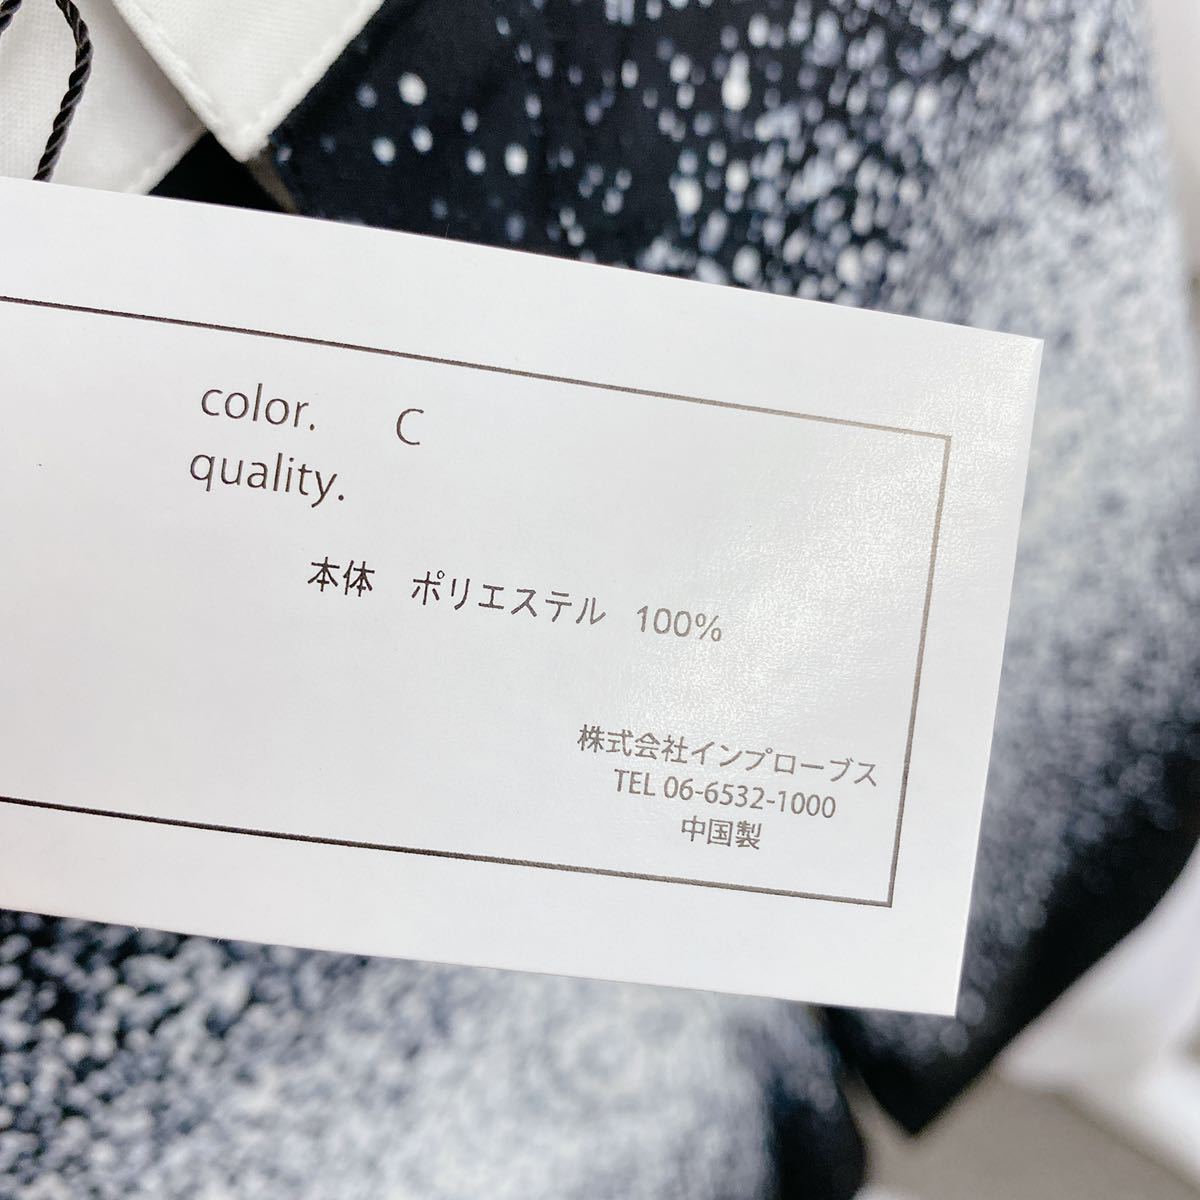 color. C
quality.
本体 ポリエステル 100%
株式会社インプローブス
TEL 06-6532-1000
中国製